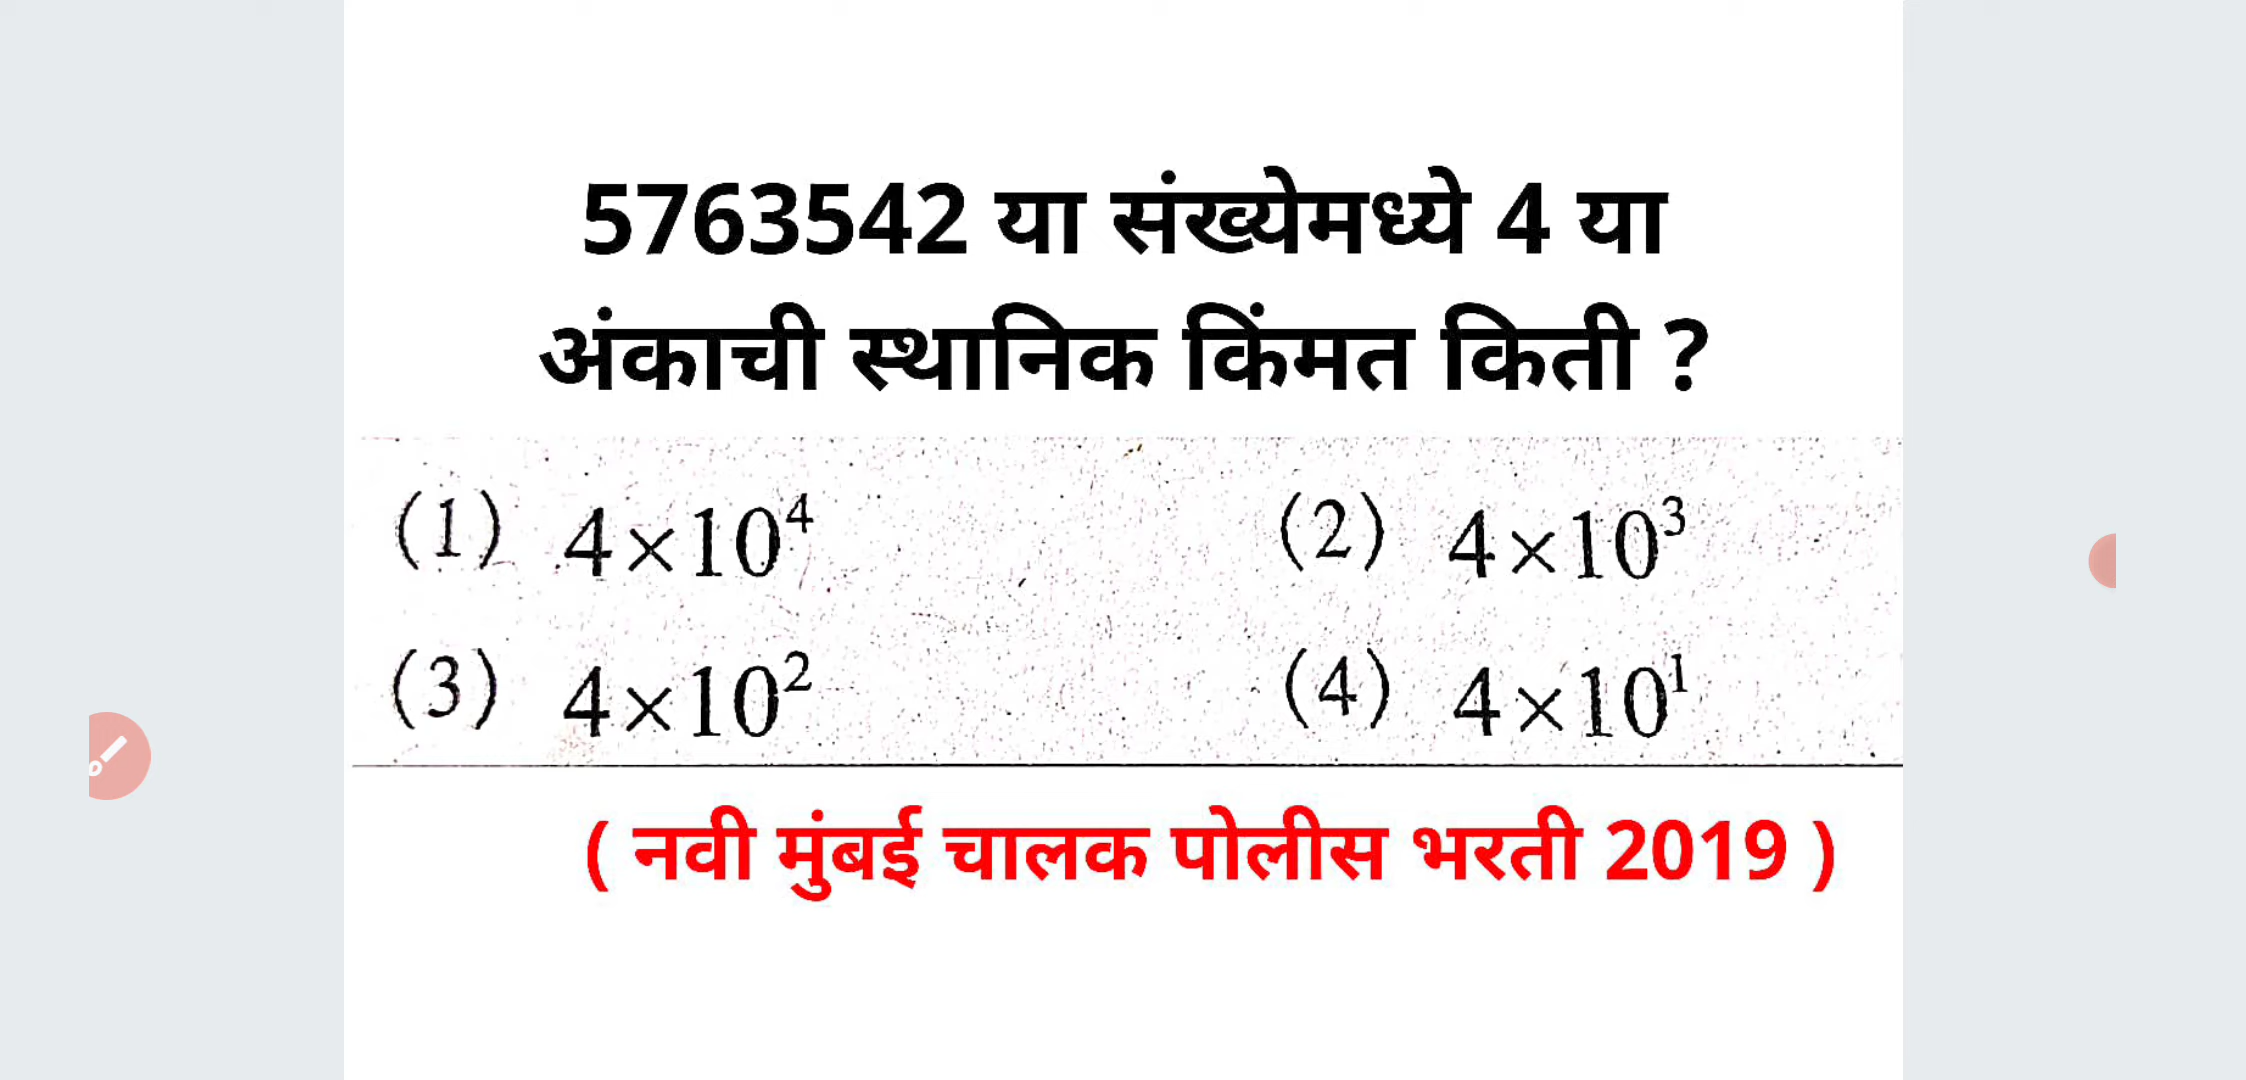 5763542 या संख्येमध्ये 4 या
अंकाची स्थानिक किंमत किती ?
(1) 4×10⁴ (2) 4×10³
(3) 4×10² (4) 4×10¹
( नवी मुंबई चालक पोलीस भरती 2019 )